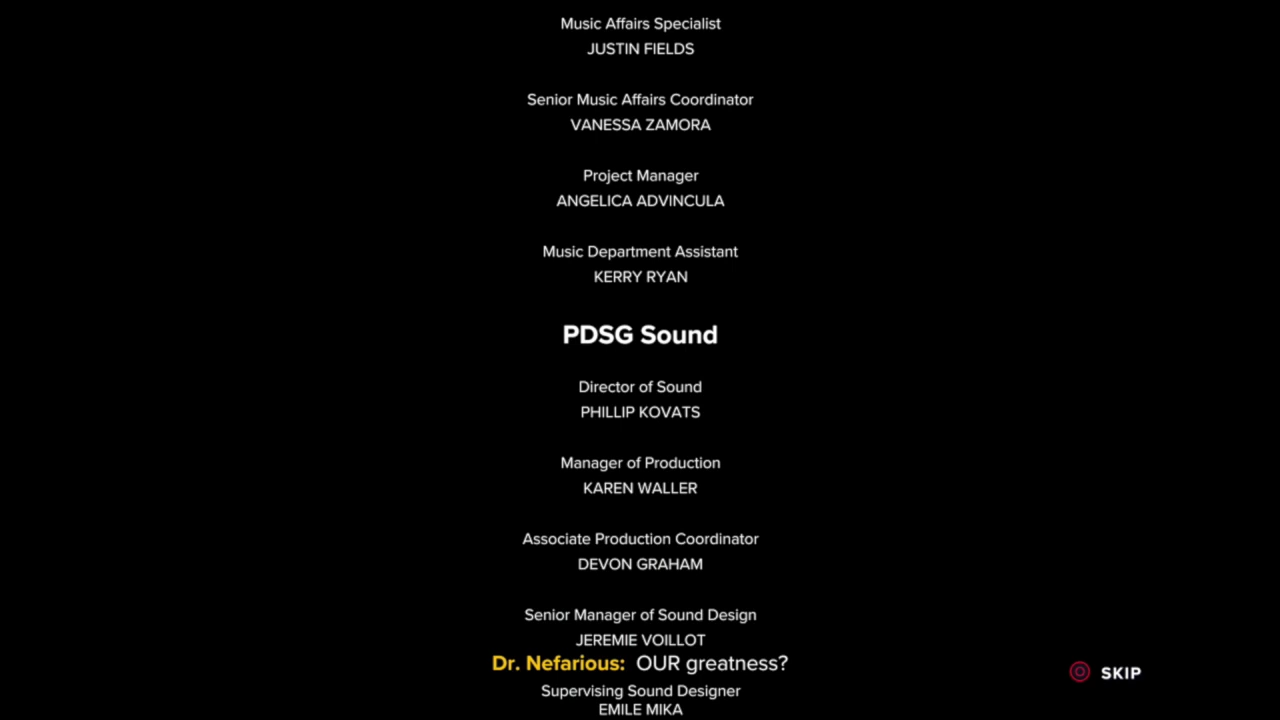 Music Affairs Specialist
JUSTIN FIELDS
Senior Music Affairs Coordinator
VANESSA ZAMORA
Project Manager
ANGELICA ADVINCULA
Music Department Assistant
KERRY RYAN
PDSG Sound
Director of Sound
PHILLIP KOVATS
Manager of Production
KAREN WALLER
Associate Production Coordinator
DEVON GRAHAM
Senior Manager of Sound Design
JEREMIE VOILLOT
Dr. Nefarious: OUR greatness?
SKIP
Supervising Sound Designer
EMILE MIKA